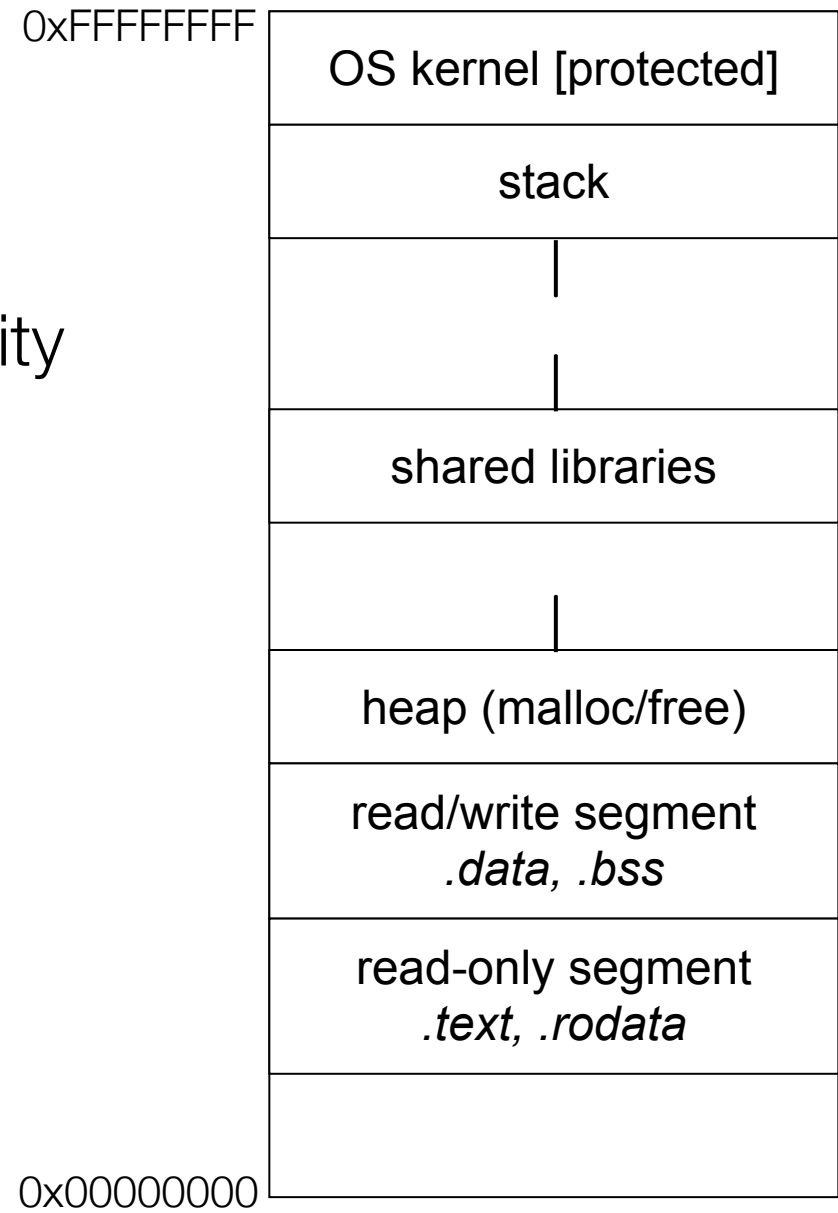 0xFFFFFFFF
OS kernel [protected]
stack
ity
shared libraries
heap (malloc/free)
read/write segment
.data, .bss
read-only segment
.text, .rodata
0x00000000